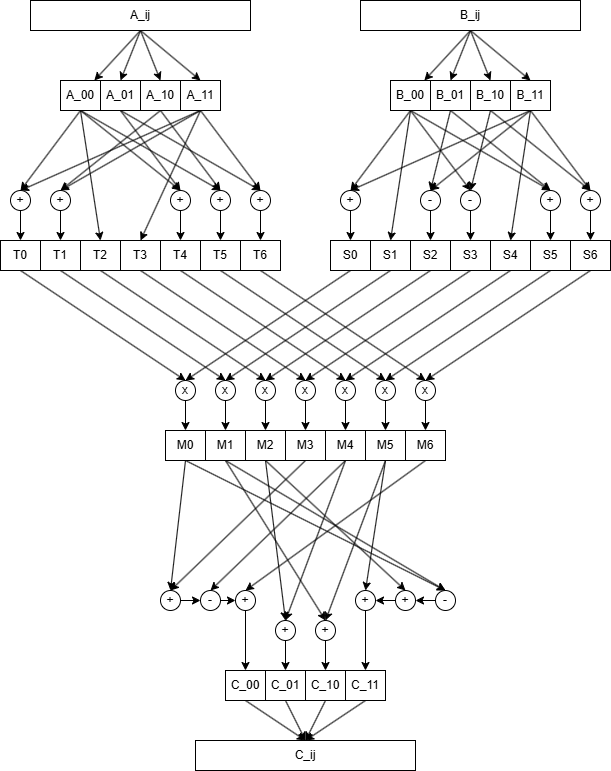 A_ij B_ij
A_00 A_01 A_10 A_11 B_00 B_01 B_10 B_11
+ + + + + + - - + +
T0 T1 T2 T3 T4 T5 T6 S0 S1 S2 S3 S4 S5 S6
X X X X X X X
M0 M1 M2 M3 M4 M5 M6
+ - + + + -
+ +
C_00 C_01 C_10 C_11
C_ij